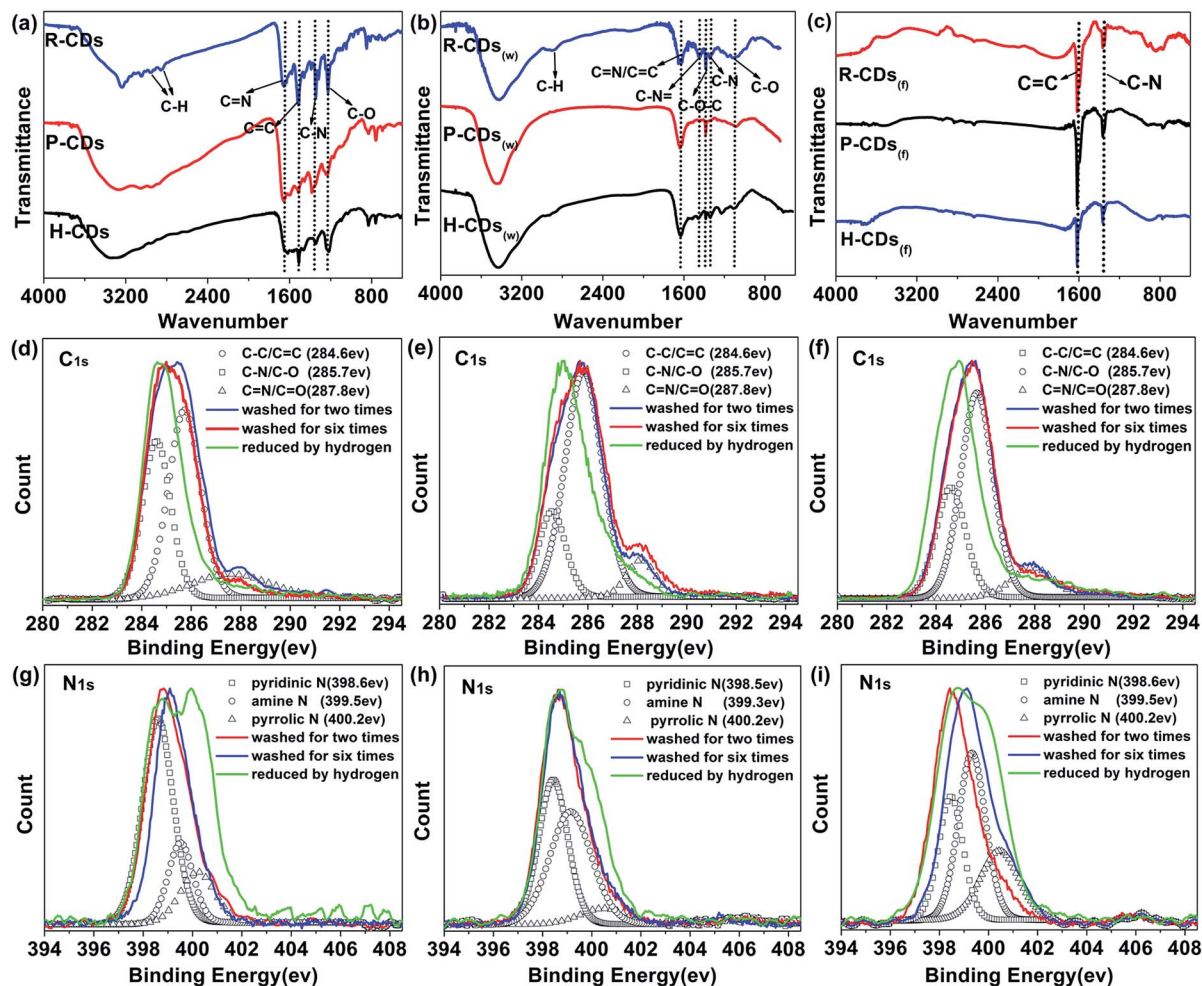 (a)
R-CDs
C-H
C=N
C=C
C-N
C-O
P-CDs
H-CDs
Transmittance
4000 3200 2400 1600 800
Wavenumber
(b)
R-CDs(w)
C-H
C=N/C=C
C-N=
C-O-C
C-N
C-O
P-CDs(w)
H-CDs(w)
Transmittance
4000 3200 2400 1600 800
Wavenumber
(c)
R-CDs(f)
C=C
C-N
P-CDs(f)
H-CDs(f)
Transmittance
4000 3200 2400 1600 800
Wavenumber
(d)
C1s
C-C/C=C (284.6ev)
C-N/C-O (285.7ev)
C=N/C=O(287.8ev)
washed for two times
washed for six times
reduced by hydrogen
Count
280 282 284 286 288 290 292 294
Binding Energy(ev)
(e)
C1s
C-C/C=C (284.6ev)
C-N/C-O (285.7ev)
C=N/C=O (287.8ev)
washed for two times
washed for six times
reduced by hydrogen
Count
280 282 284 286 288 290 292 294
Binding Energy(ev)
(f)
C1s
C-C/C=C (284.6ev)
C-N/C-O (285.7ev)
C=N/C=O (287.8ev)
washed for two times
washed for six times
reduced by hydrogen
Count
280 282 284 286 288 290 292 294
Binding Energy(ev)
(g)
N1s
pyridinic N(398.6ev)
amine N (399.5ev)
pyrrolic N (400.2ev)
washed for two times
washed for six times
reduced by hydrogen
Count
394 396 398 400 402 404 406 408
Binding Energy(ev)
(h)
N1s
pyridinic N(398.5ev)
amine N (399.3ev)
pyrrolic N (400.2ev)
washed for two times
washed for six times
reduced by hydrogen
Count
394 396 398 400 402 404 406 408
Binding Energy(ev)
(i)
N1s
pyridinic N(398.6ev)
amine N (399.5ev)
pyrrolic N (400.2ev)
washed for two times
washed for six times
reduced by hydrogen
Count
394 396 398 400 402 404 406 408
Binding Energy(ev)